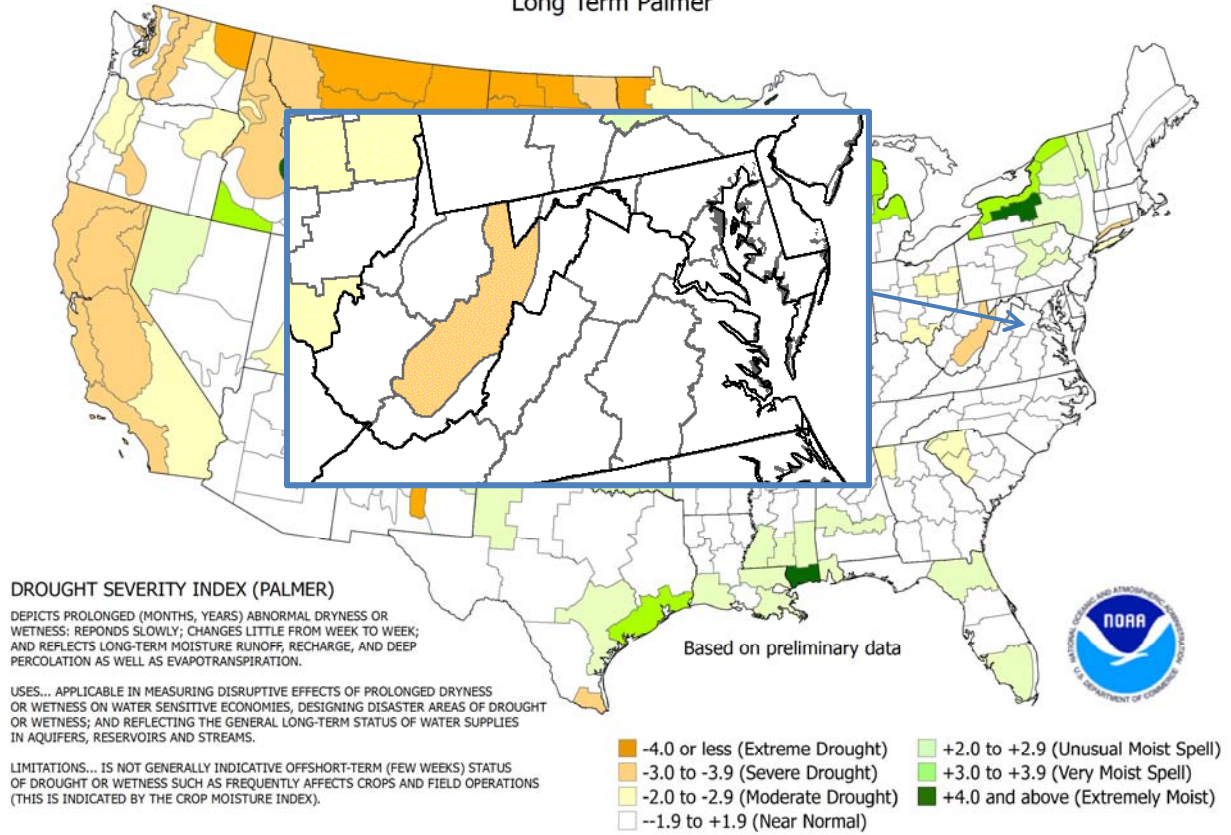 Long Term Palmer
DROUGHT SEVERITY INDEX (PALMER)
DEPICTS PROLONGED (MONTHS, YEARS) ABNORMAL DRYNESS OR
WETNESS: REPONDS SLOWLY; CHANGES LITTLE FROM WEEK TO WEEK;
AND REFLECTS LONG-TERM MOISTURE RUNOFF, RECHARGE, AND DEEP
PERCOLATION AS WELL AS EVAPOTRANSPIRATION.
USES... APPLICABLE IN MEASURING DISRUPTIVE EFFECTS OF PROLONGED DRYNESS
OR WETNESS ON WATER SENSITIVE ECONOMIES, DESIGNING DISASTER AREAS OF DROUGHT
OR WETNESS; AND REFLECTING THE GENERAL LONG-TERM STATUS OF WATER SUPPLIES
IN AQUIFERS, RESERVOIRS AND STREAMS.
LIMITATIONS... IS NOT GENERALLY INDICATIVE OFFSHORT-TERM (FEW WEEKS) STATUS
OF DROUGHT OR WETNESS SUCH AS FREQUENTLY AFFECTS CROPS AND FIELD OPERATIONS
(THIS IS INDICATED BY THE CROP MOISTURE INDEX).
Based on preliminary data
NATIONAL OCEANIC AND ATMOSPHERIC ADMINISTRATION
NOAA
U.S. DEPARTMENT OF COMMERCE
-4.0 or less (Extreme Drought)
-3.0 to -3.9 (Severe Drought)
-2.0 to -2.9 (Moderate Drought)
--1.9 to +1.9 (Near Normal)
+2.0 to +2.9 (Unusual Moist Spell)
+3.0 to +3.9 (Very Moist Spell)
+4.0 and above (Extremely Moist)